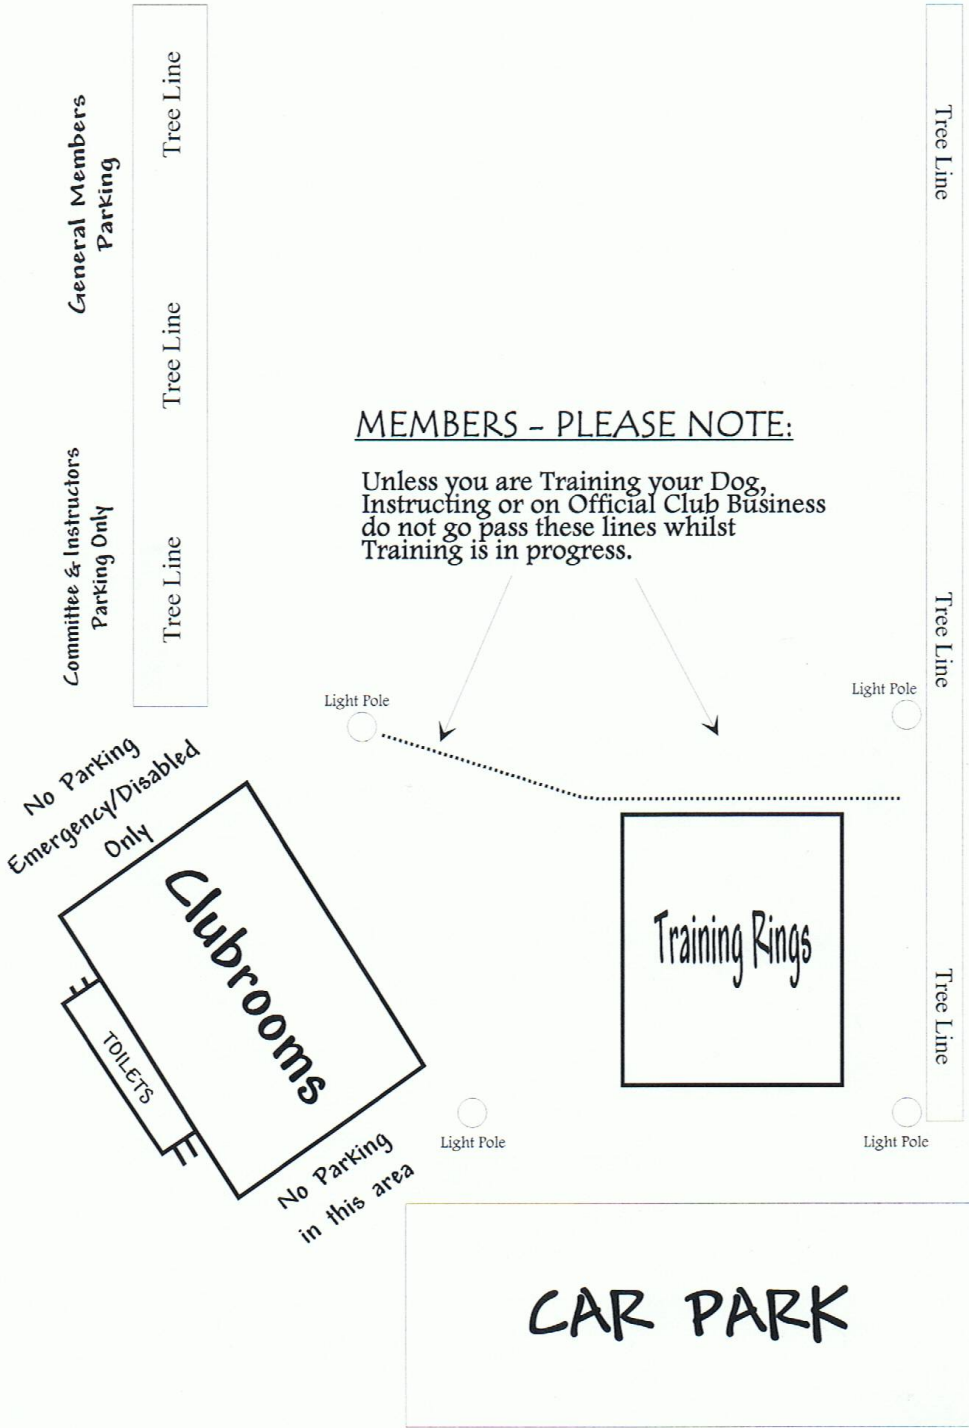 General Members
Parking
Tree Line
Tree Line
Tree Line
Committee & Instructors
Parking Only
Tree Line
Tree Line
Tree Line
MEMBERS - PLEASE NOTE:
Unless you are Training your Dog,
Instructing or on Official Club Business
do not go pass these lines whilst
Training is in progress.
Light Pole
Light Pole
No Parking
Emergency/Disabled
Only
Clubrooms
TOILETS
Training Rings
No Parking
in this area
Light Pole
Light Pole
CAR PARK